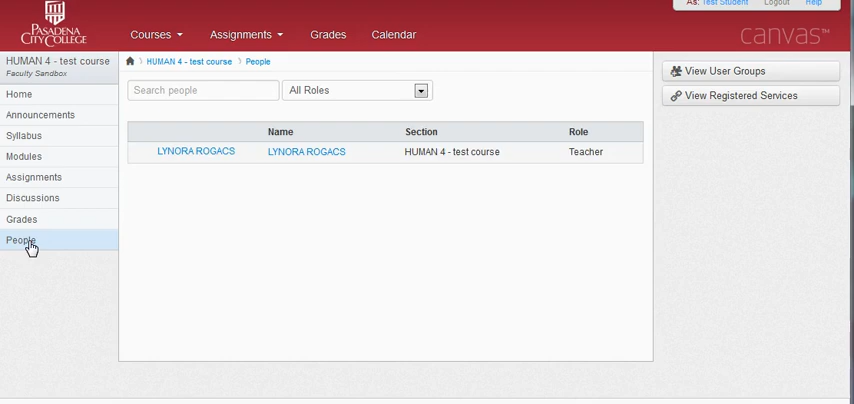 As: Test Student Logout Help
PASADENA
CITY COLLEGE
Courses Assignments Grades Calendar
canvas™
HUMAN 4 - test course
Faculty Sandbox
HUMAN 4 - test course People
Home
Announcements
Syllabus
Modules
Assignments
Discussions
Grades
People
Search people All Roles
Name Section Role
LYNORA ROGACS LYNORA ROGACS HUMAN 4 - test course Teacher
View User Groups
View Registered Services